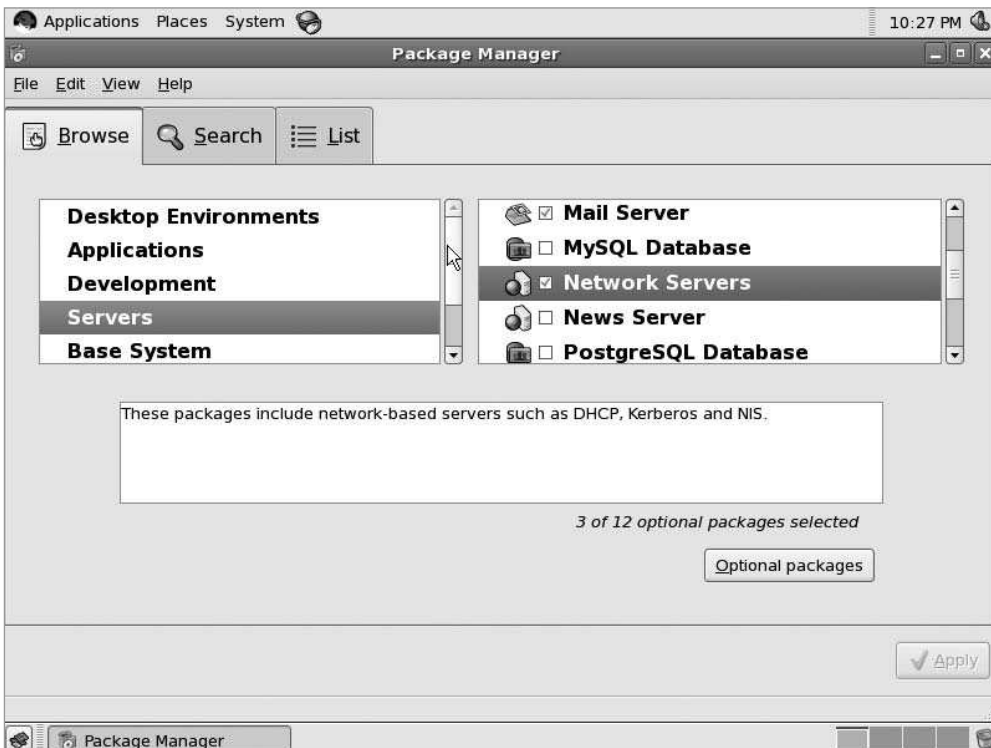 Applications Places System
10:27 PM
Package Manager
File Edit View Help
Browse
Search
List
Desktop Environments
Applications
Development
Servers
Base System
Mail Server
MySQL Database
Network Servers
News Server
PostgreSQL Database
These packages include network-based servers such as DHCP, Kerberos and NIS.
3 of 12 optional packages selected
Optional packages
Apply
Package Manager